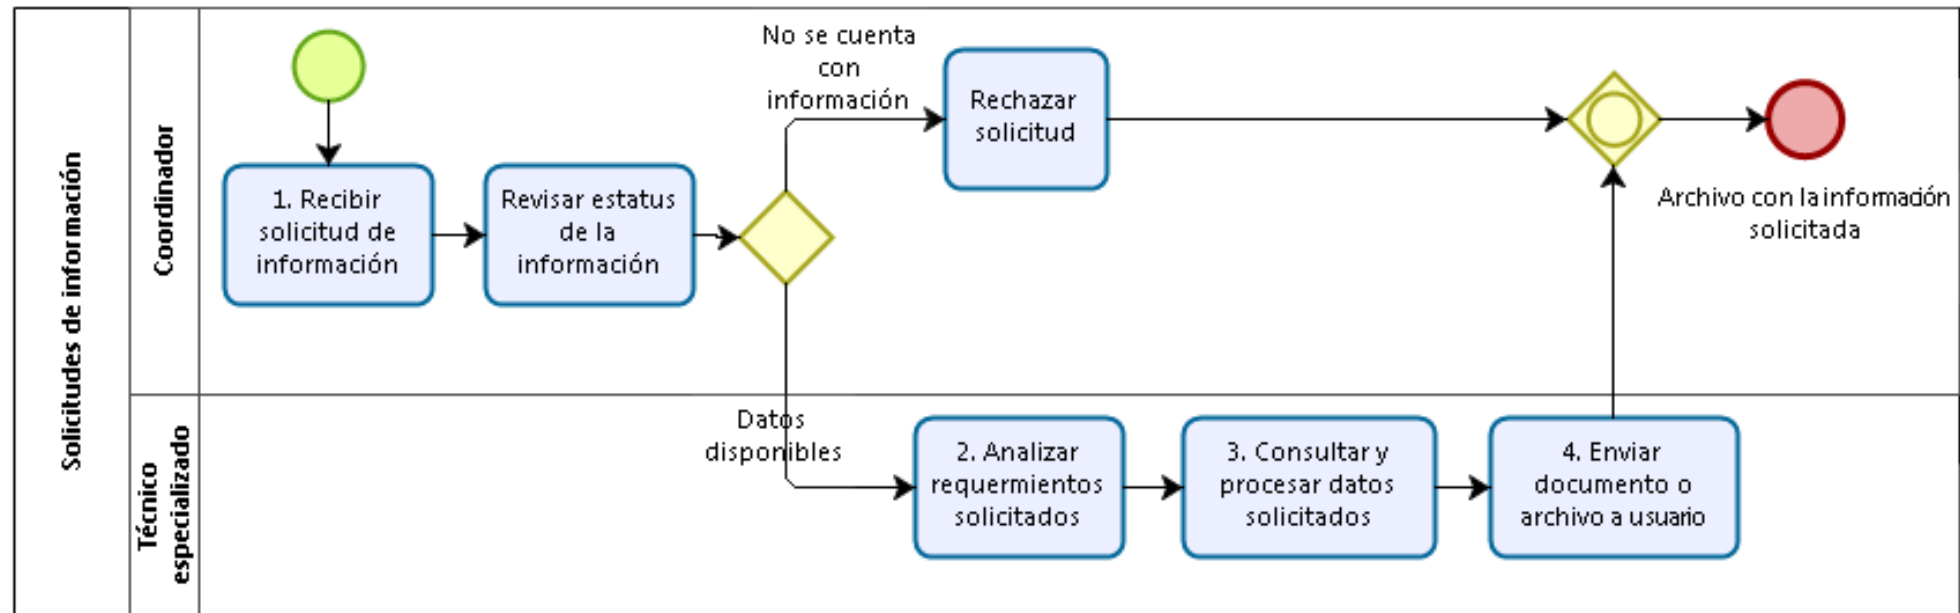 Solicitudes de información
Coordinador
1. Recibir
solicitud de
información
Revisar estatus
de la
información
No se cuenta
con
información
Rechazar
solicitud
Archivo con la información
solicitada
Técnico
especializado
Datos
disponibles
2. Analizar
requermientos
solicitados
3. Consultar y
procesar datos
solicitados
4. Enviar
documento o
archivo a usuario